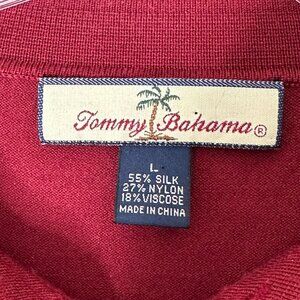 Tommy Bahama®
L
55% SILK
27% NYLON
18% VISCOSE
MADE IN CHINA